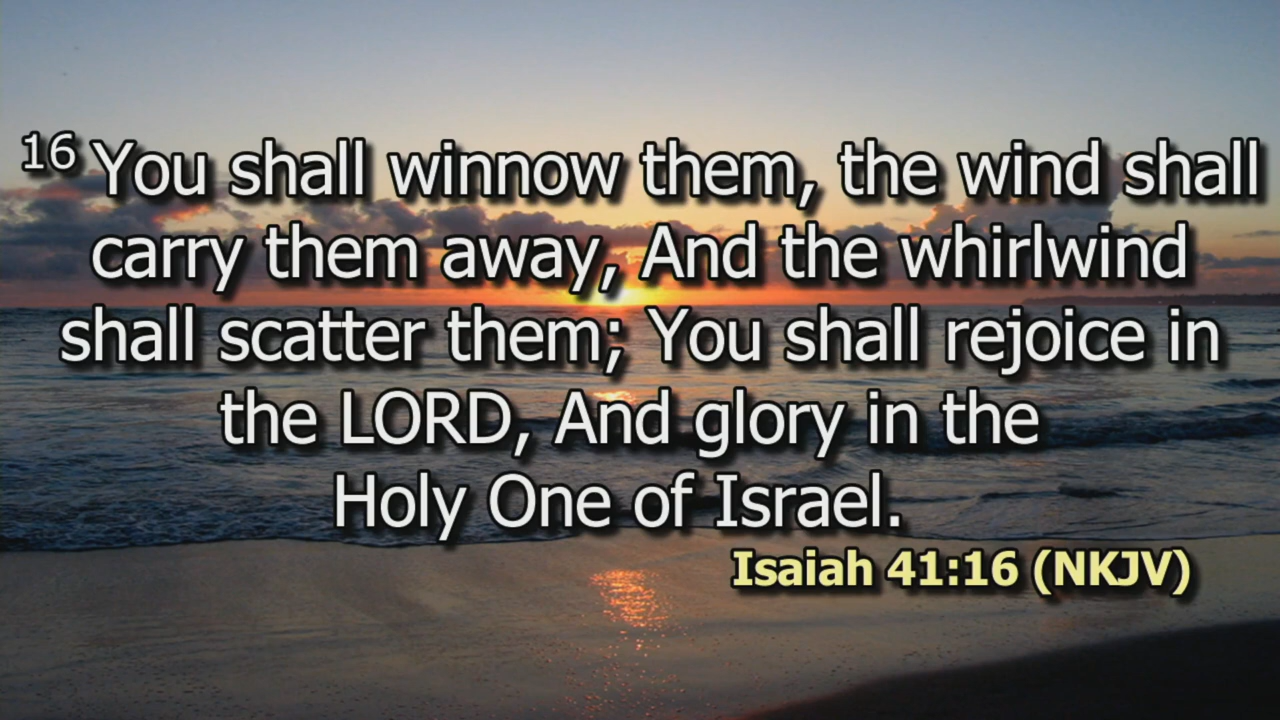 16 You shall winnow them, the wind shall
carry them away, And the whirlwind
shall scatter them; You shall rejoice in
the LORD, And glory in the
Holy One of Israel.
Isaiah 41:16 (NKJV)